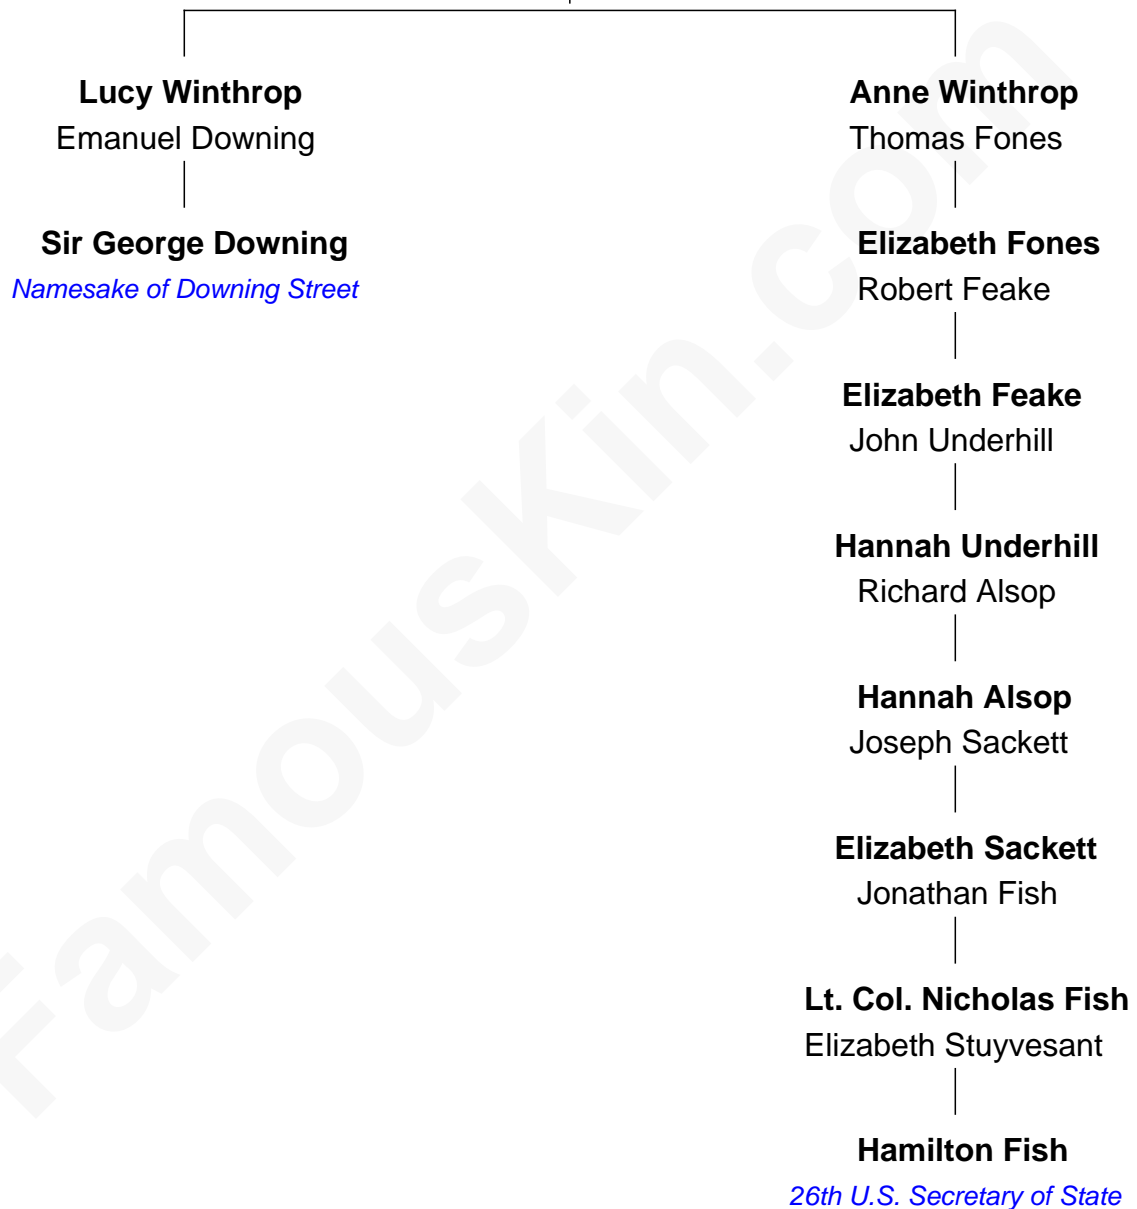 Lucy Winthrop
Emanuel Downing
Sir George Downing
Namesake of Downing Street
Anne Winthrop
Thomas Fones
Elizabeth Fones
Robert Feake
Elizabeth Feake
John Underhill
Hannah Underhill
Richard Alsop
Hannah Alsop
Joseph Sackett
Elizabeth Sackett
Jonathan Fish
Lt. Col. Nicholas Fish
Elizabeth Stuyvesant
Hamilton Fish
26th U.S. Secretary of State
FamousKin.com